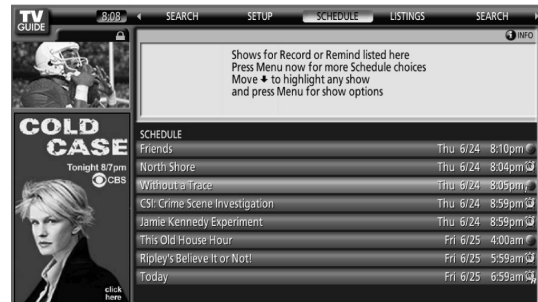 TV
GUIDE
8:08
SEARCH SETUP SCHEDULE LISTINGS SEARCH
i INFO
Shows for Record or Remind listed here
Press Menu now for more Schedule choices
Move to highlight any show
and press Menu for show options
COLD
CASE
Tonight 8/7pm
CBS
click
here
SCHEDULE
Friends Thu 6/24 8:10pm
North Shore Thu 6/24 8:04pm
Without a Trace Thu 6/24 8:05pm
CSI: Crime Scene Investigation Thu 6/24 8:59pm
Jamie Kennedy Experiment Thu 6/24 8:59pm
This Old House Hour Fri 6/25 4:00am
Ripley's Believe It or Not! Fri 6/25 5:59am
Today Fri 6/25 6:59am